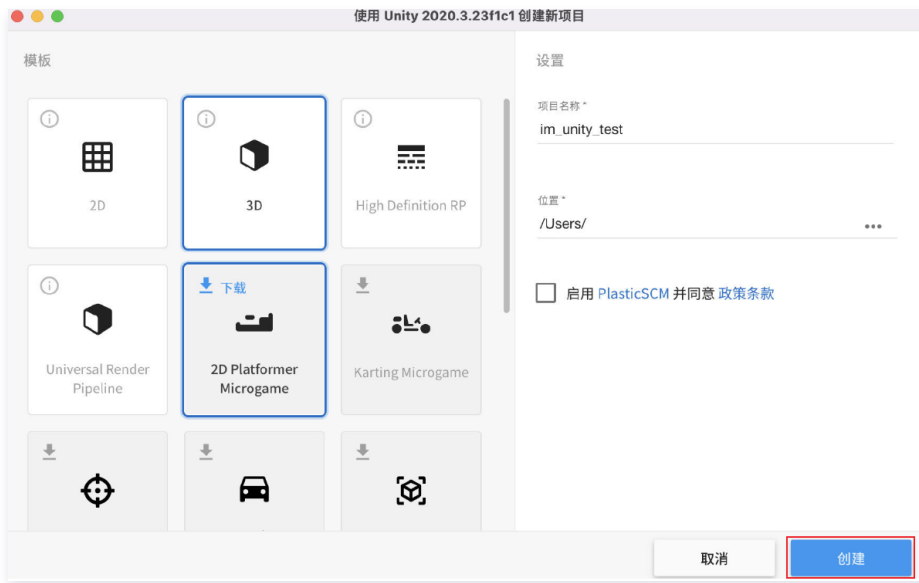 使用 Unity 2020.3.23f1c1 创建新项目
模板
2D
3D
High Definition RP
Universal Render
Pipeline
下载
2D Platformer
Microgame
Karting Microgame
设置
项目名称 *
im_unity_test
位置 *
/Users/
启用 PlasticSCM 并同意 政策条款
取消
创建